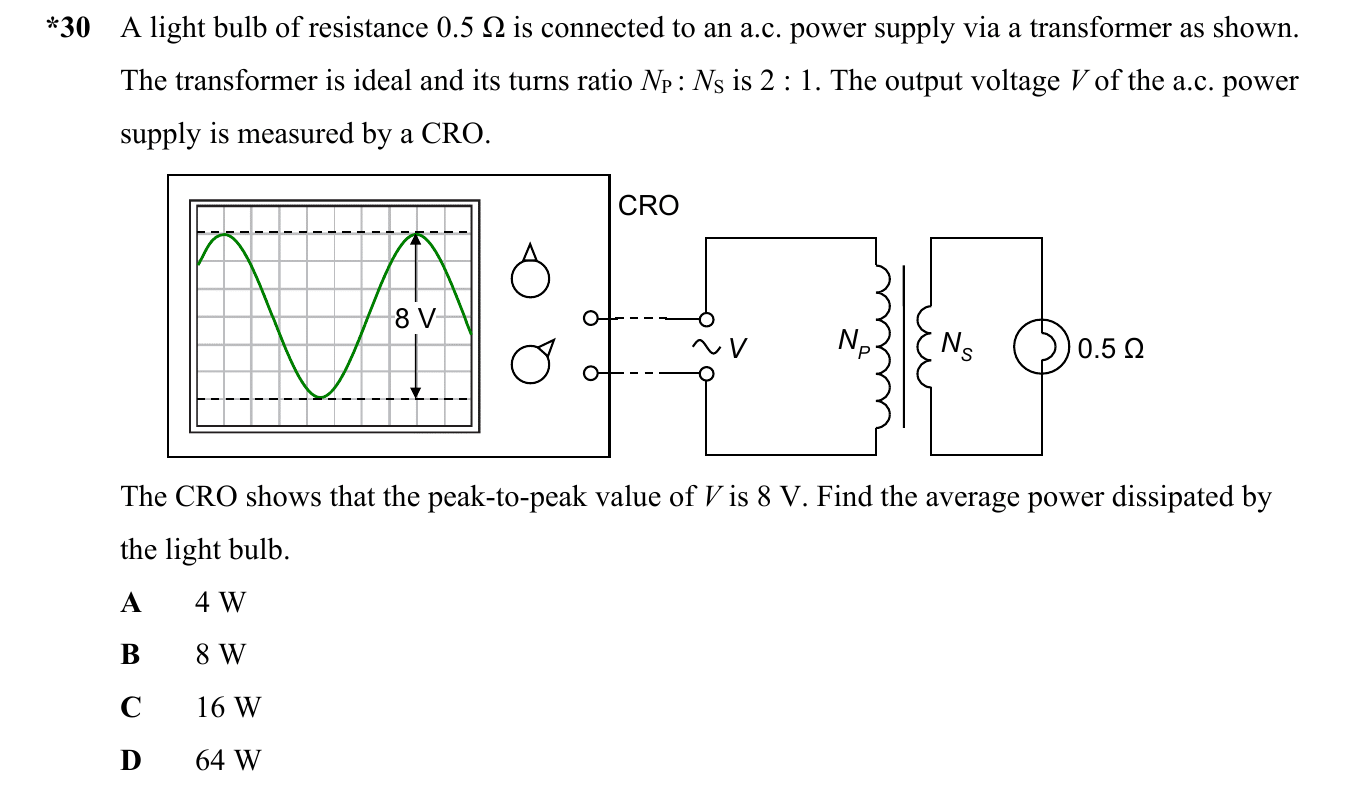 *30 A light bulb of resistance 0.5 Ω is connected to an a.c. power supply via a transformer as shown.
The transformer is ideal and its turns ratio NP : NS is 2 : 1. The output voltage V of the a.c. power
supply is measured by a CRO.
CRO
8 V
V
NP
NS
0.5 Ω
The CRO shows that the peak-to-peak value of V is 8 V. Find the average power dissipated by
the light bulb.
A 4 W
B 8 W
C 16 W
D 64 W